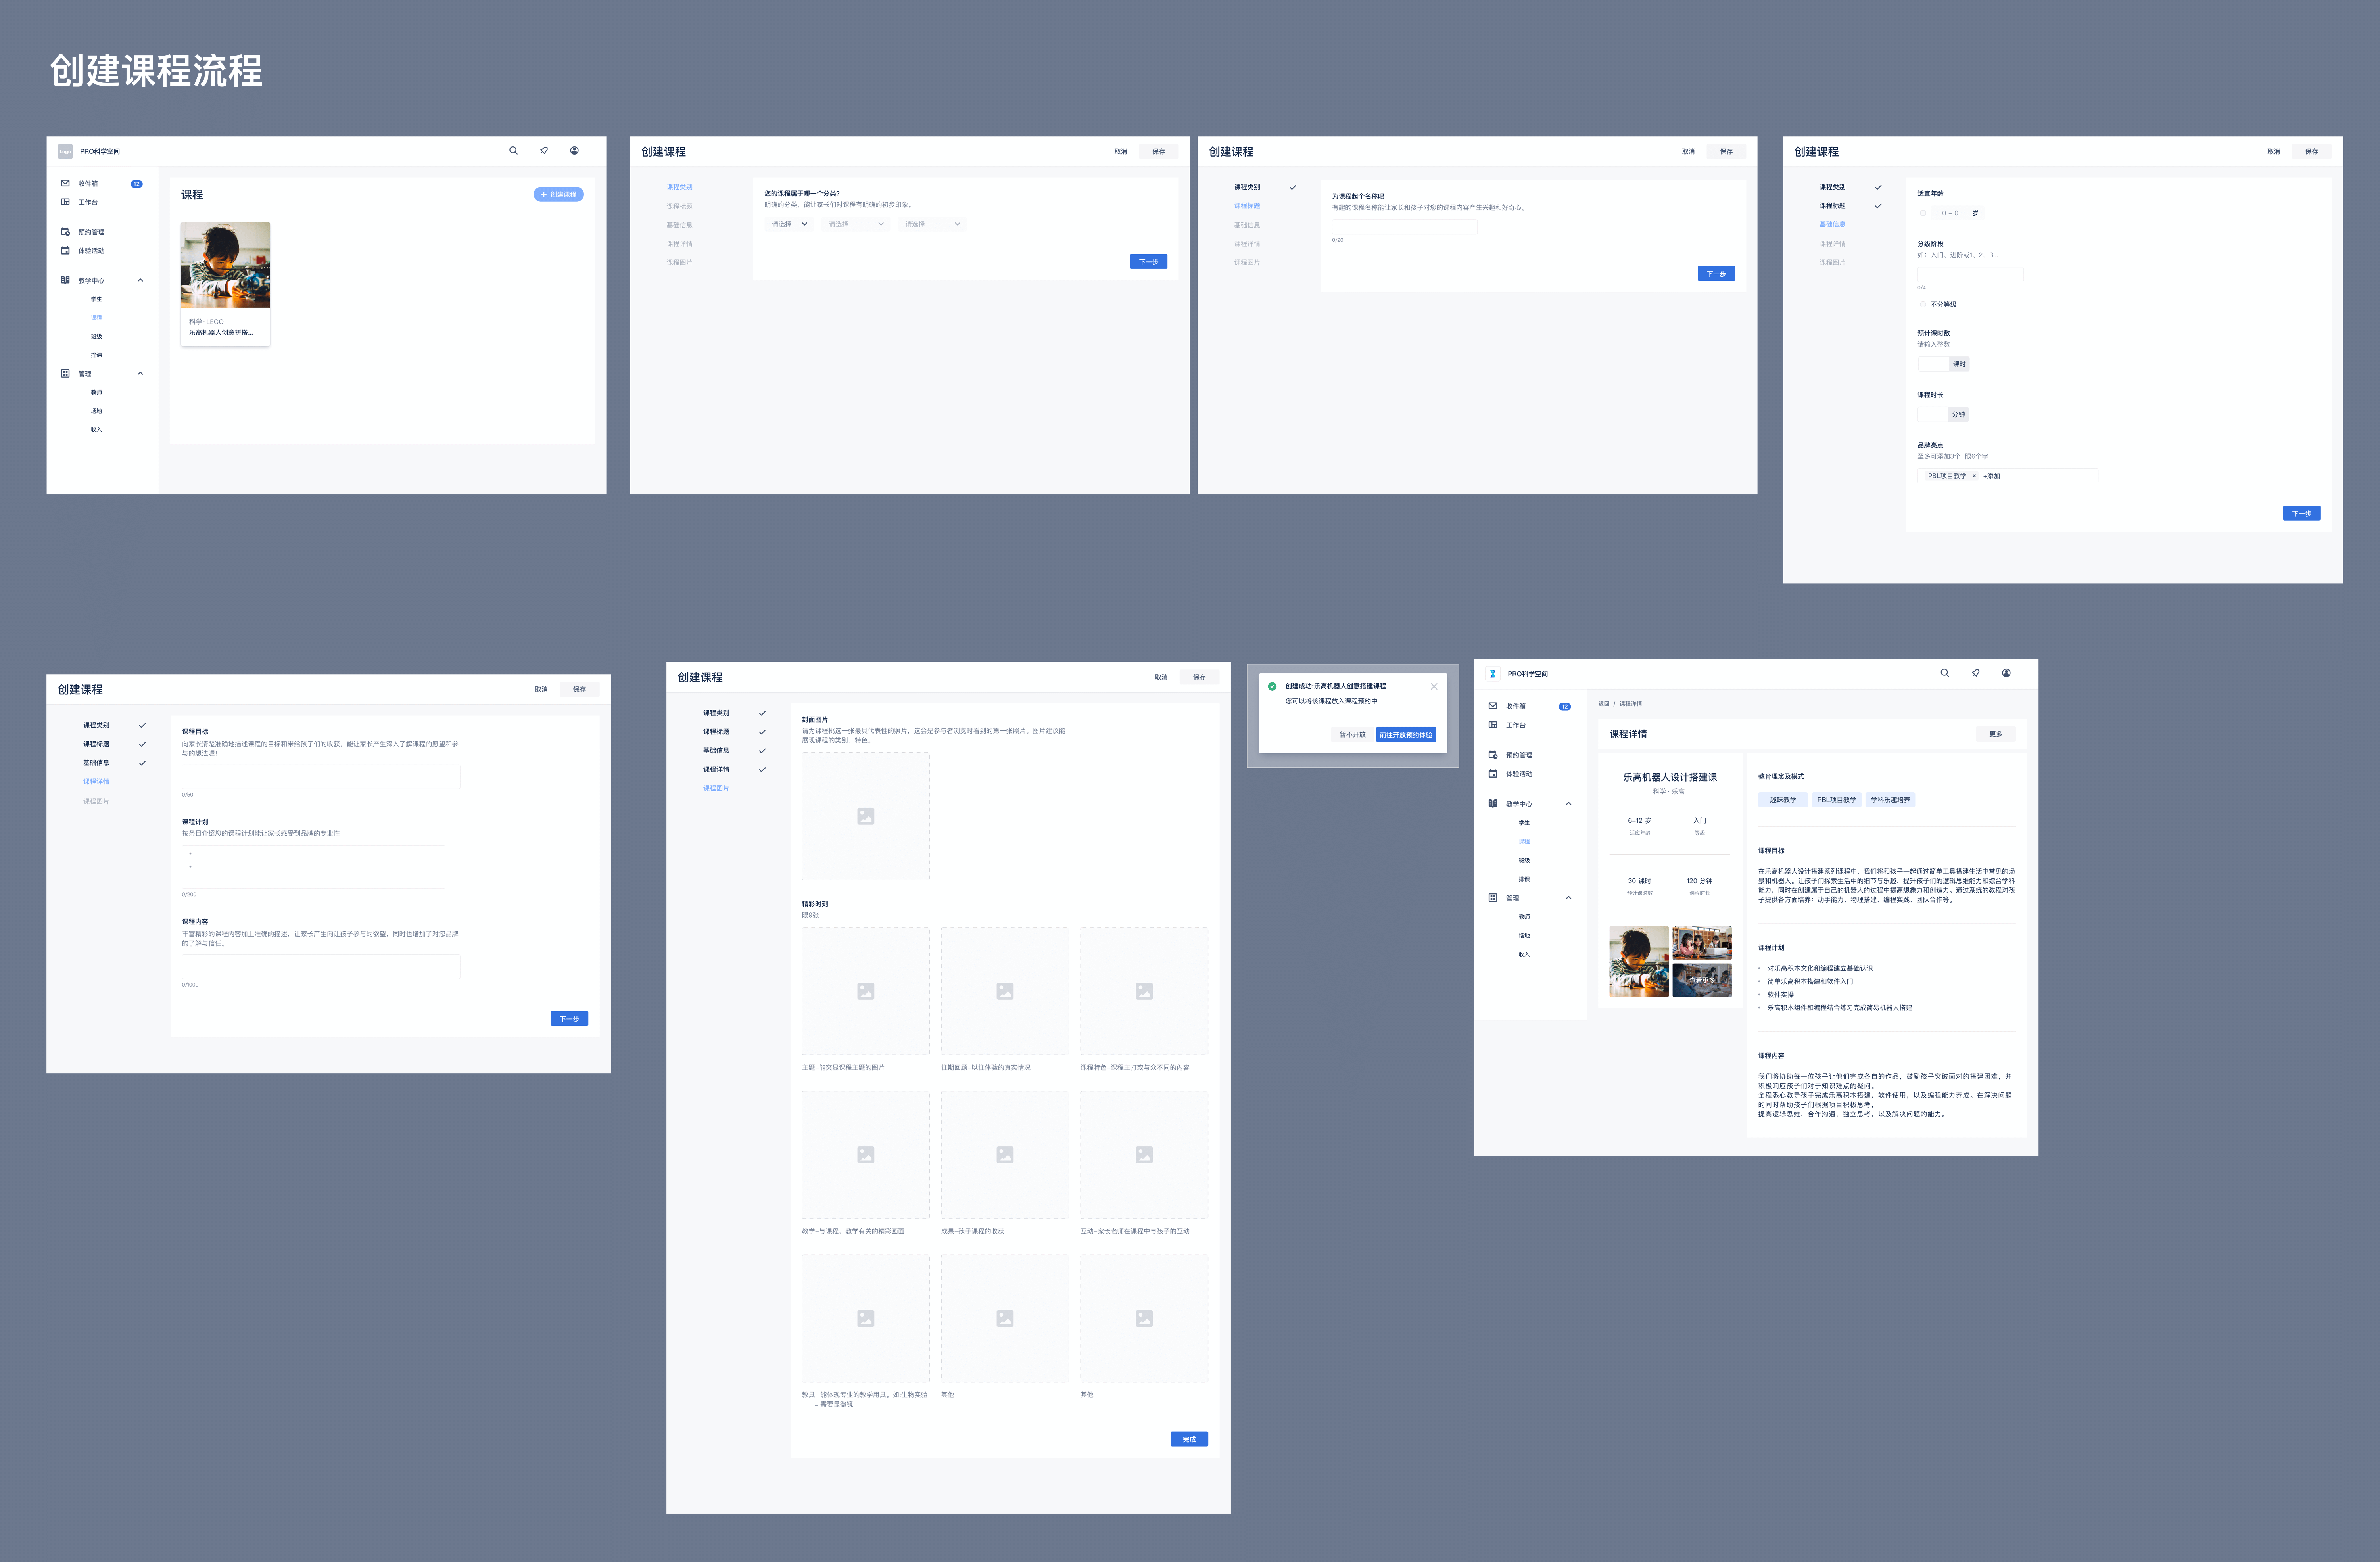 创建课程流程
Logo
PRO科学空间
收件箱
12
工作台
预约管理
体验活动
教学中心
学生
课程
班级
排课
管理
教师
场地
收入
课程
+ 创建课程
科学 · LEGO
乐高机器人创意拼搭...
创建课程
取消
保存
课程类别
课程标题
基础信息
课程详情
课程图片
您的课程属于哪一个分类?
明确的分类，能让家长们对课程有明确的初步印象。
请选择
请选择
请选择
下一步
创建课程
取消
保存
课程类别
课程标题
基础信息
课程详情
课程图片
为课程起个名称吧
有趣的课程名称能让家长和孩子对您的课程内容产生兴趣和好奇心。
0/20
下一步
创建课程
取消
保存
课程类别
课程标题
基础信息
课程详情
课程图片
适宜年龄
0 – 0
岁
分级阶段
如：入门、进阶或1、2、3...
0/4
不分等级
预计课时数
请输入整数
课时
课程时长
分钟
品牌亮点
至多可添加3个 限6个字
PBL项目教学 ×
+添加
下一步
创建课程
取消
保存
课程类别
课程标题
基础信息
课程详情
课程图片
课程目标
向家长清楚准确地描述课程的目标和带给孩子们的收获，能让家长产生深入了解课程的愿望和参
与的想法喔！
0/50
课程计划
按条目介绍您的课程计划能让家长感受到品牌的专业性
0/200
课程内容
丰富精彩的课程内容加上准确的描述，让家长产生向让孩子参与的欲望，同时也增加了对您品牌
的了解与信任。
0/1000
下一步
创建课程
取消
保存
课程类别
课程标题
基础信息
课程详情
课程图片
封面图片
请为课程挑选一张最具代表性的照片，这会是参与者浏览时看到的第一张照片。图片建议能
展现课程的类别、特色。
精彩时刻
限9张
主题–能突显课程主题的图片
往期回顾–以往体验的真实情况
课程特色–课程主打或与众不同的内容
教学–与课程、教学有关的精彩画面
成果–孩子课程的收获
互动–家长老师在课程中与孩子的互动
教具 能体现专业的教学用具。如:生物实验
– 需要显微镜
其他
其他
完成
创建成功:乐高机器人创意搭建课程
您可以将该课程放入课程预约中
暂不开放
前往开放预约体验
PRO科学空间
收件箱
12
工作台
预约管理
体验活动
教学中心
学生
课程
班级
排课
管理
教师
场地
收入
返回 / 课程详情
课程详情
更多
乐高机器人设计搭建课
科学 · 乐高
6–12 岁
适应年龄
入门
等级
30 课时
预计课时数
120 分钟
课程时长
查看更多
教育理念及模式
趣味教学
PBL项目教学
学科乐趣培养
课程目标
在乐高机器人设计搭建系列课程中，我们将和孩子一起通过简单工具搭建生活中常见的场
景和机器人。让孩子们探索生活中的细节与乐趣，提升孩子们的逻辑思维能力和综合学科
能力，同时在创建属于自己的机器人的过程中提高想象力和创造力。通过系统的教程对孩
子提供各方面培养：动手能力、物理搭建、编程实践、团队合作等。
课程计划
• 对乐高积木文化和编程建立基础认识
• 简单乐高积木搭建和软件入门
• 软件实操
• 乐高积木组件和编程结合练习完成简易机器人搭建
课程内容
我们将协助每一位孩子让他们完成各自的作品，鼓励孩子突破面对的搭建困难，并
积极响应孩子们对于知识难点的疑问。
全程悉心教导孩子完成乐高积木搭建，软件使用，以及编程能力养成。在解决问题
的同时帮助孩子们根据项目积极思考，
提高逻辑思维，合作沟通，独立思考，以及解决问题的能力。